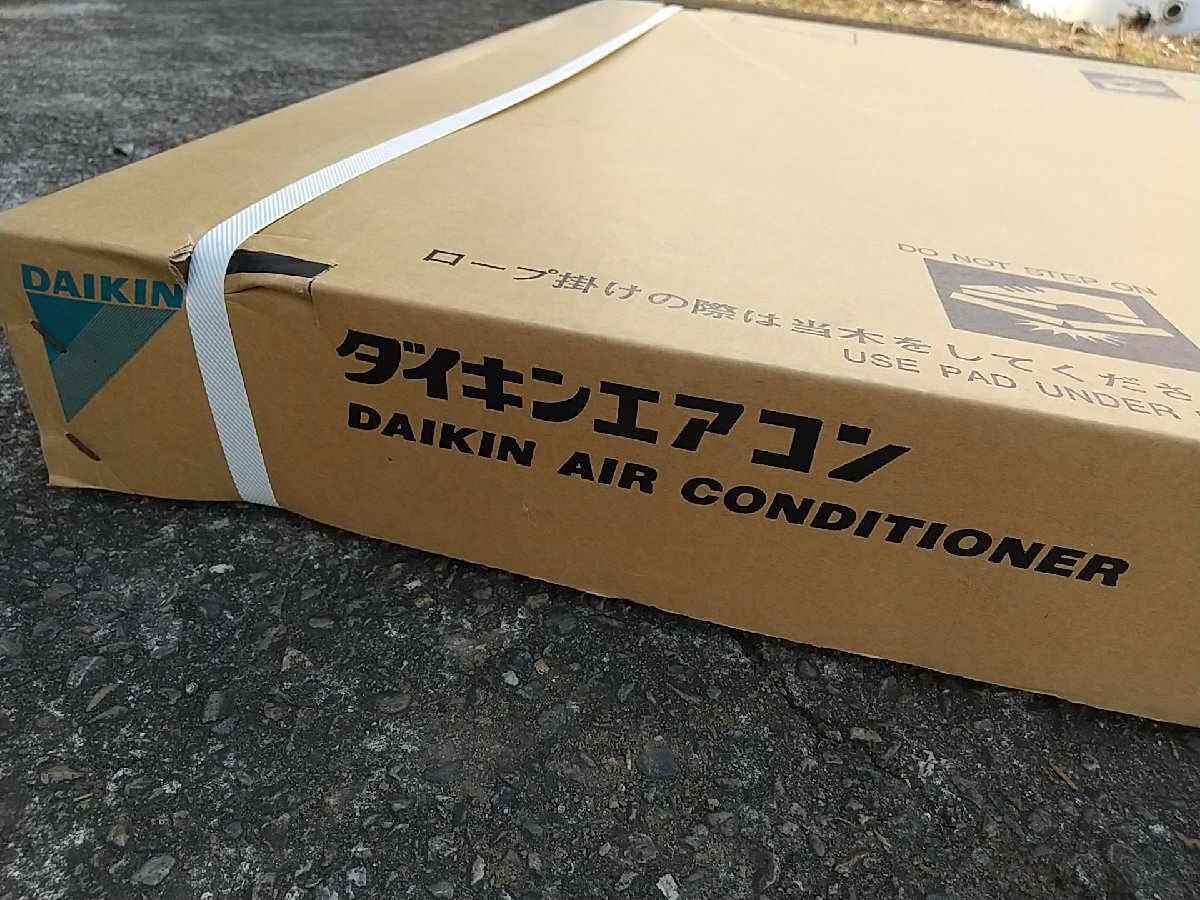 DAIKIN
ダイキンエアコン
DAIKIN AIR CONDITIONER
ロープ掛けの際は当木をしてくださ
USE PAD UNDER
DO NOT STEP ON